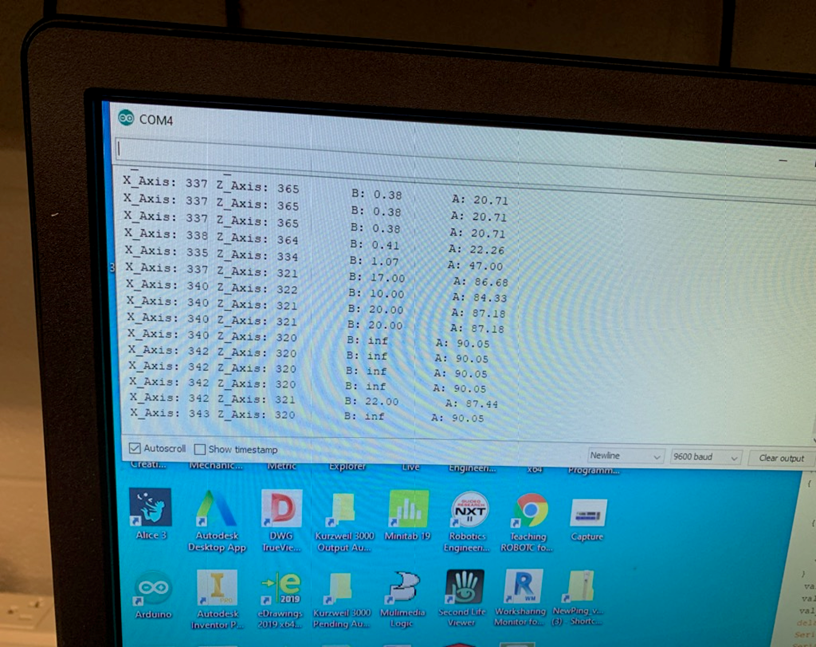 COM4
X_Axis: 337 Z_Axis: 365 B: 0.38 A: 20.71
X_Axis: 337 Z_Axis: 365 B: 0.38 A: 20.71
X_Axis: 337 Z_Axis: 365 B: 0.38 A: 20.71
X_Axis: 338 Z_Axis: 364 B: 0.41 A: 22.26
X_Axis: 335 Z_Axis: 334 B: 1.07 A: 47.00
X_Axis: 337 Z_Axis: 321 B: 17.00 A: 86.68
X_Axis: 340 Z_Axis: 322 B: 10.00 A: 84.33
X_Axis: 340 Z_Axis: 321 B: 20.00 A: 87.18
X_Axis: 340 Z_Axis: 321 B: 20.00 A: 87.18
X_Axis: 340 Z_Axis: 320 B: inf A: 90.05
X_Axis: 342 Z_Axis: 320 B: inf A: 90.05
X_Axis: 342 Z_Axis: 320 B: inf A: 90.05
X_Axis: 342 Z_Axis: 320 B: inf A: 90.05
X_Axis: 342 Z_Axis: 321 B: 22.00 A: 87.44
X_Axis: 343 Z_Axis: 320 B: inf A: 90.05
Autoscroll Show timestamp Newline 9600 baud Clear output
Creati... Mechanic... Metric Explorer Live Engineeri... x64 Programm...
Alice 3 Autodesk Desktop App DWG TrueVie... Kurzweil 3000 Output Au... Minitab 19 Robotics Engineeri... Teaching ROBOTC fo... Capture
Arduino Autodesk Inventor P... eDrawings 2019 x64... Kurzweil 3000 Pending Au... Mulimedia Logic Second Life Viewer Worksharing Monitor fo... NewPing_v... (3) Shortc...